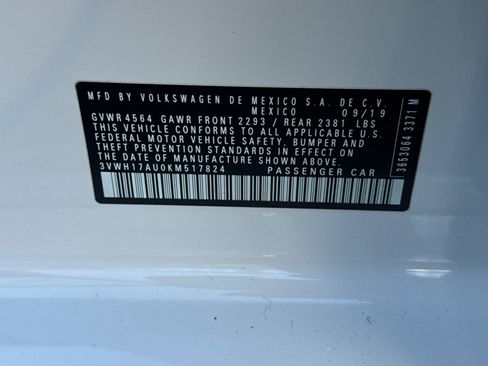 MFD BY VOLKSWAGEN DE MEXICO S.A. DE C.V.
MEXICO 09/19
GVWR 4564 GAWR FRONT 2293 / REAR 2381 LBS
THIS VEHICLE CONFORMS TO ALL APPLICABLE U.S.
FEDERAL MOTOR VEHICLE SAFETY, BUMPER AND
THEFT PREVENTION STANDARDS IN EFFECT ON
THE DATE OF MANUFACTURE SHOWN ABOVE.
3VWH17AU0KM517824 PASSENGER CAR
3653064 3371 M